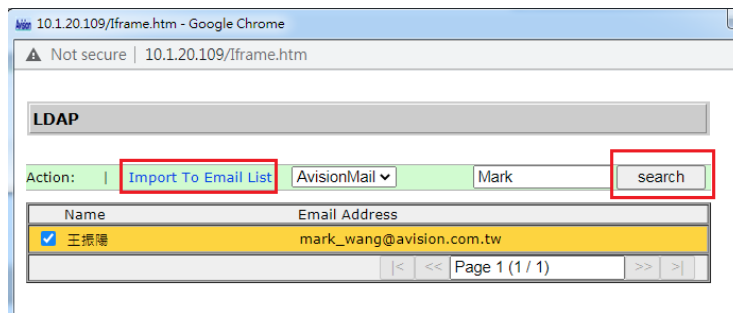 Avision 10.1.20.109/Iframe.htm - Google Chrome
Not secure | 10.1.20.109/Iframe.htm
LDAP
Action: | Import To Email List AvisionMail Mark search
Name Email Address
王振陽 mark_wang@avision.com.tw
|< << Page 1 (1 / 1) >> >|